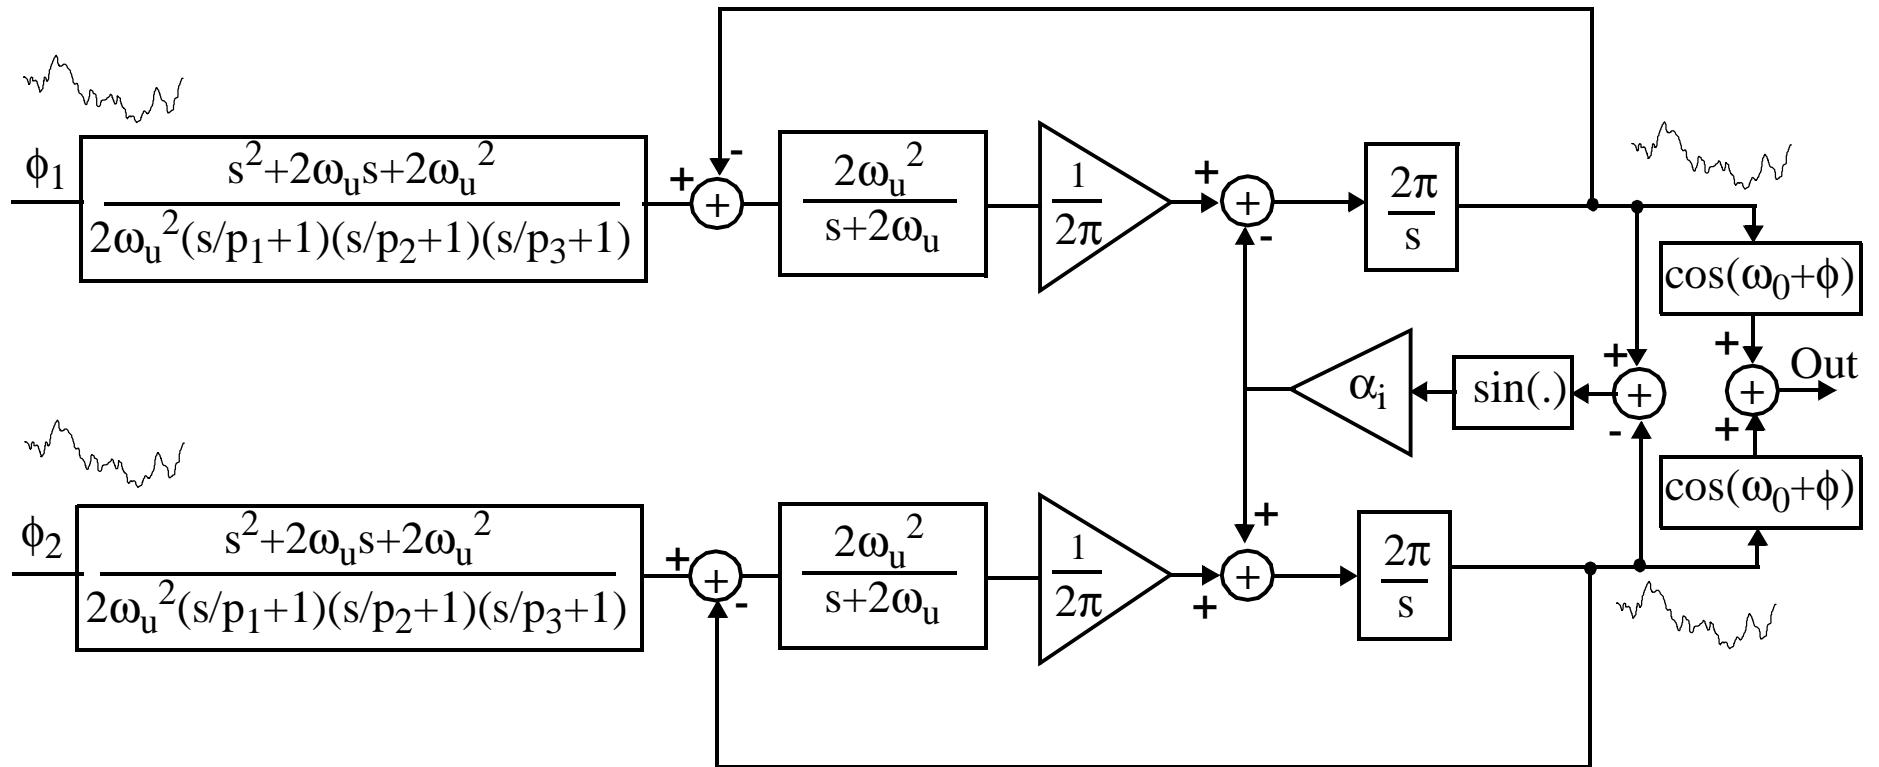 -
ϕ₁
s²+2ωᵤs+2ωᵤ²
2ωᵤ²(s/p₁+1)(s/p₂+1)(s/p₃+1)
+
+
2ωᵤ²
s+2ωᵤ
1
2π
+
+
-
2π
s
cos(ω₀+ϕ)
αᵢ
sin(.)
+
+
-
+
+
+
Out
cos(ω₀+ϕ)
ϕ₂
s²+2ωᵤs+2ωᵤ²
2ωᵤ²(s/p₁+1)(s/p₂+1)(s/p₃+1)
+
+
-
2ωᵤ²
s+2ωᵤ
1
2π
+
+
+
2π
s